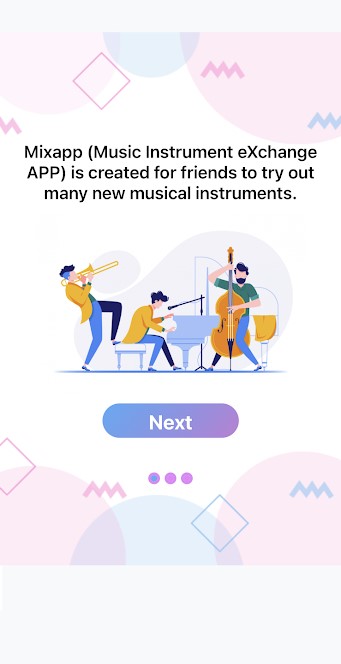 Mixapp (Music Instrument eXchange
APP) is created for friends to try out
many new musical instruments.
Next